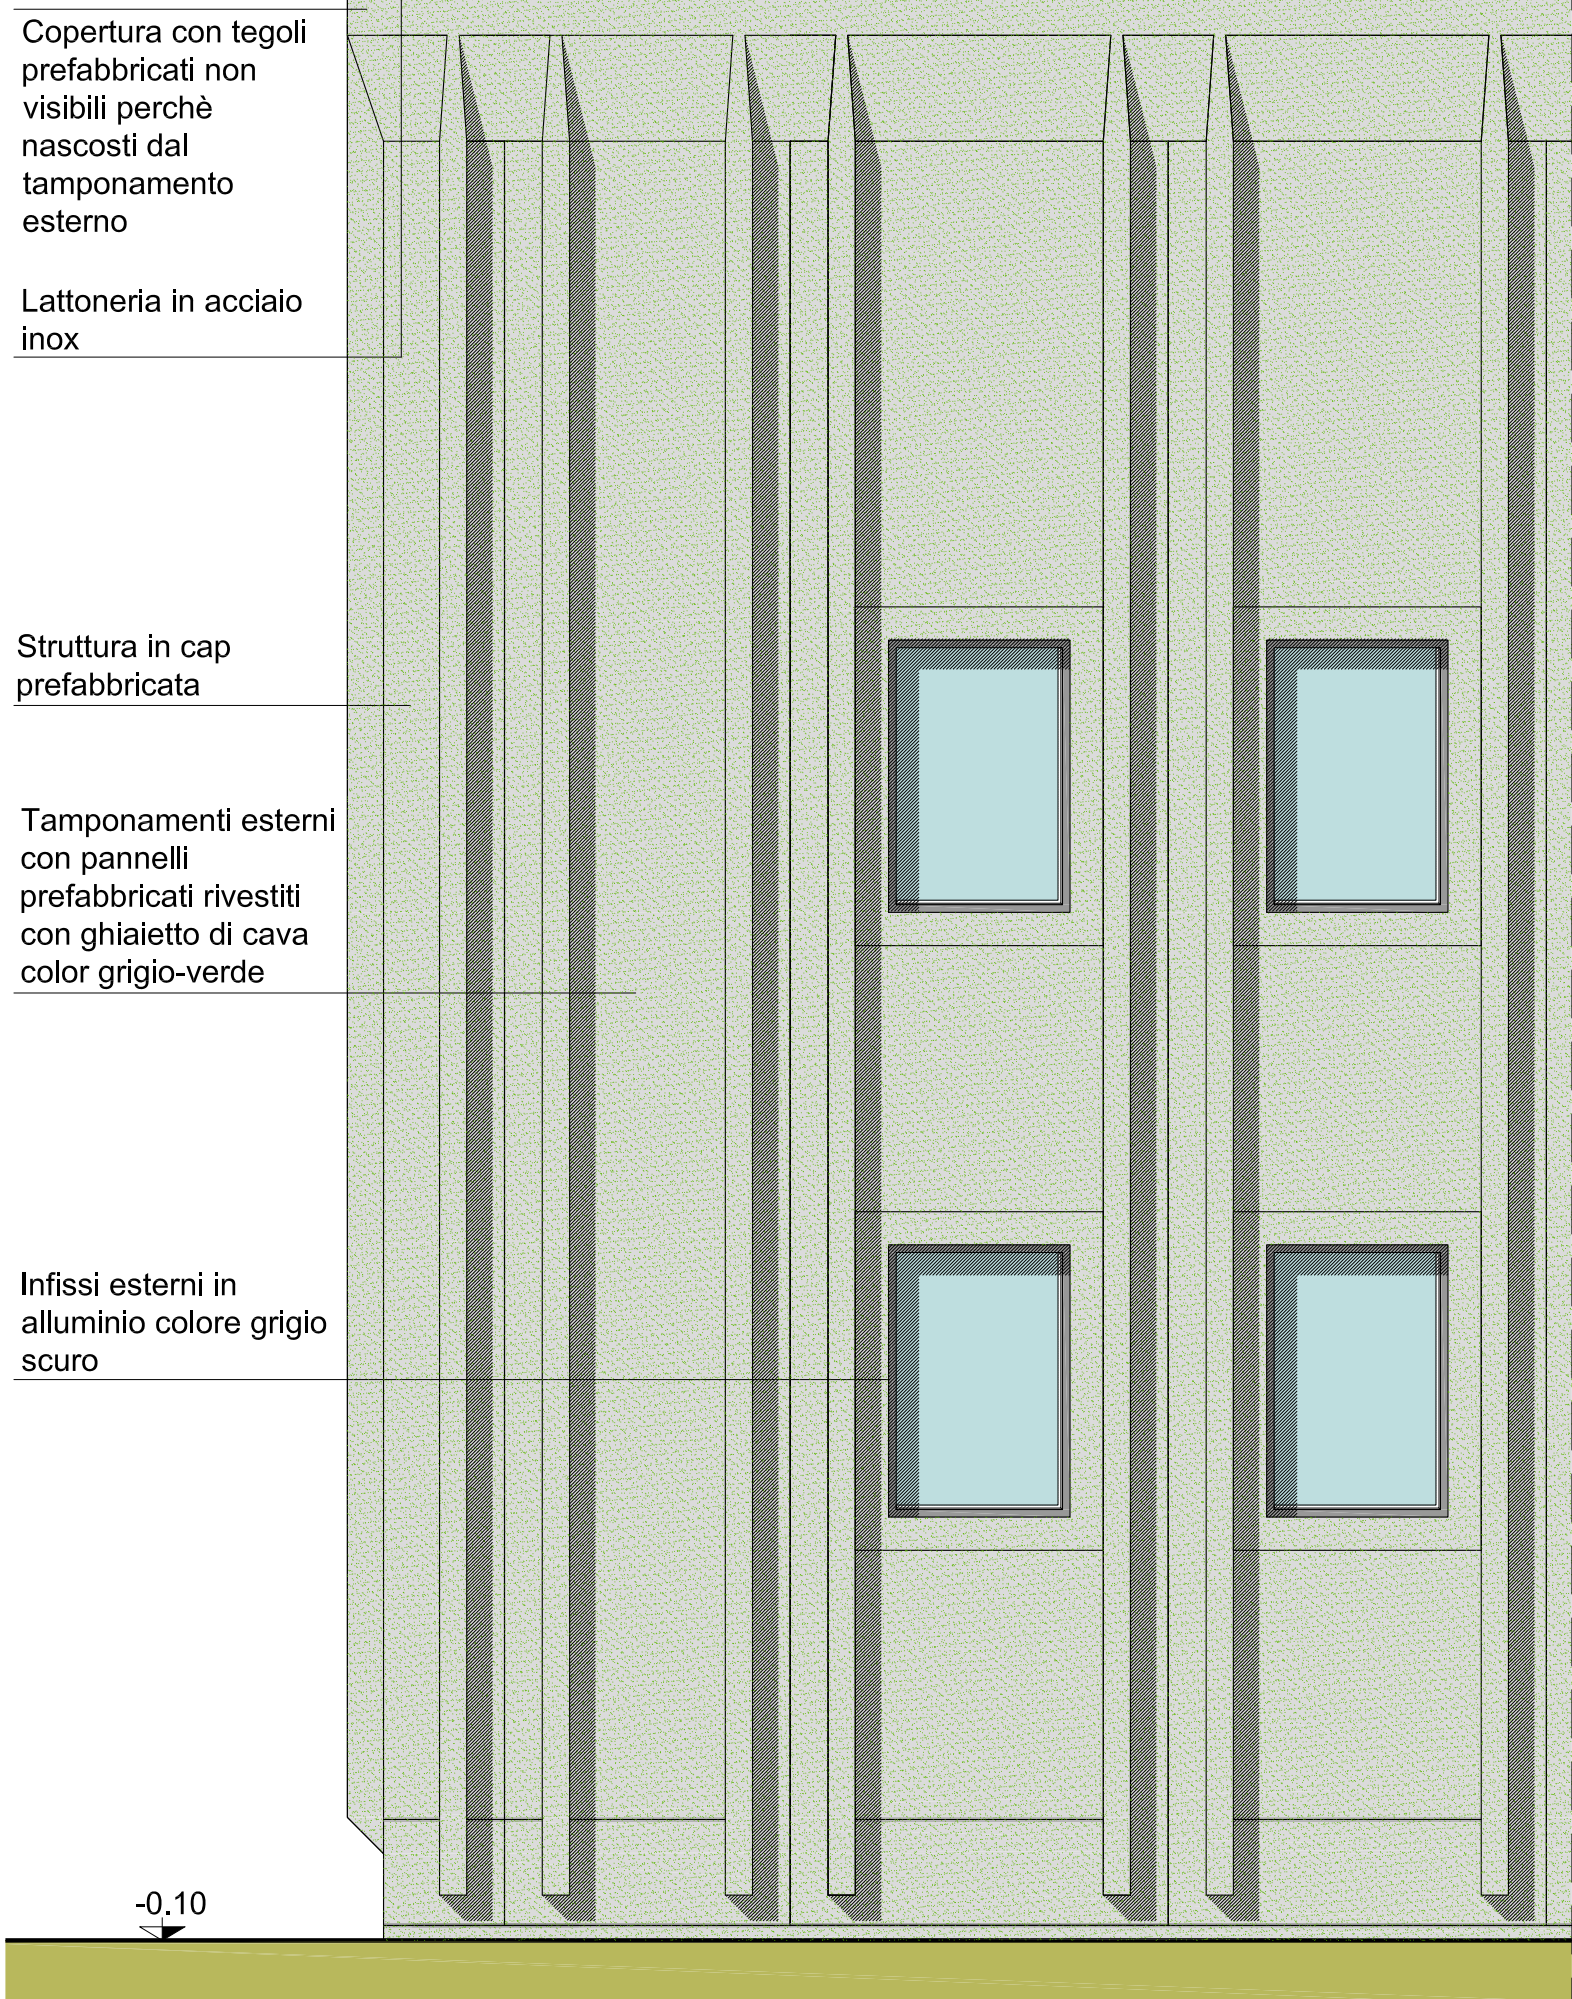 Copertura con tegoli
prefabbricati non
visibili perchè
nascosti dal
tamponamento
esterno
Lattoneria in acciaio
inox
Struttura in cap
prefabbricata
Tamponamenti esterni
con pannelli
prefabbricati rivestiti
con ghiaietto di cava
color grigio-verde
Infissi esterni in
alluminio colore grigio
scuro
-0.10